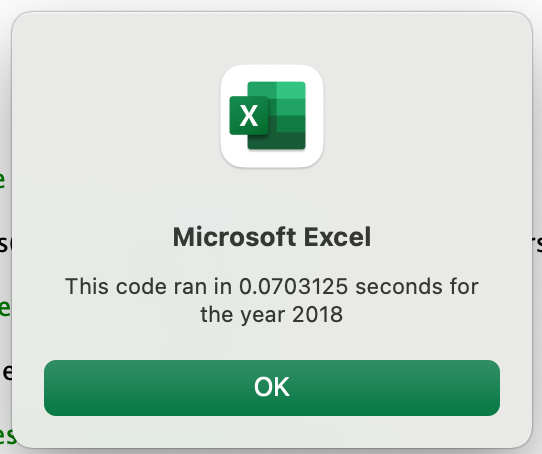 X
Microsoft Excel
This code ran in 0.0703125 seconds for
the year 2018
OK